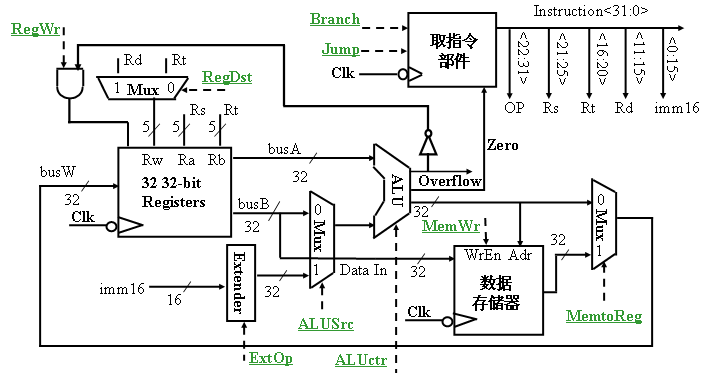 Branch
Instruction<31:0>
RegWr
Jump
取指令
部件
<22:31>
<21:25>
<16:20>
<11:15>
<0:15>
Rd
Rt
Clk
1 Mux 0
RegDst
OP
Rs
Rt
Rd
imm16
Rs
Rt
5
5
5
Zero
Rw
Ra
Rb
busA
busW
32
32 32-bit
Registers
32
ALU
Overflow
busB
32
Clk
0
Mux
1
32
MemWr
0
Mux
1
WrEn
Adr
32
Extender
Data In
32
32
imm16
16
数据
存储器
Clk
ALUSrc
MemtoReg
ExtOp
ALUctr